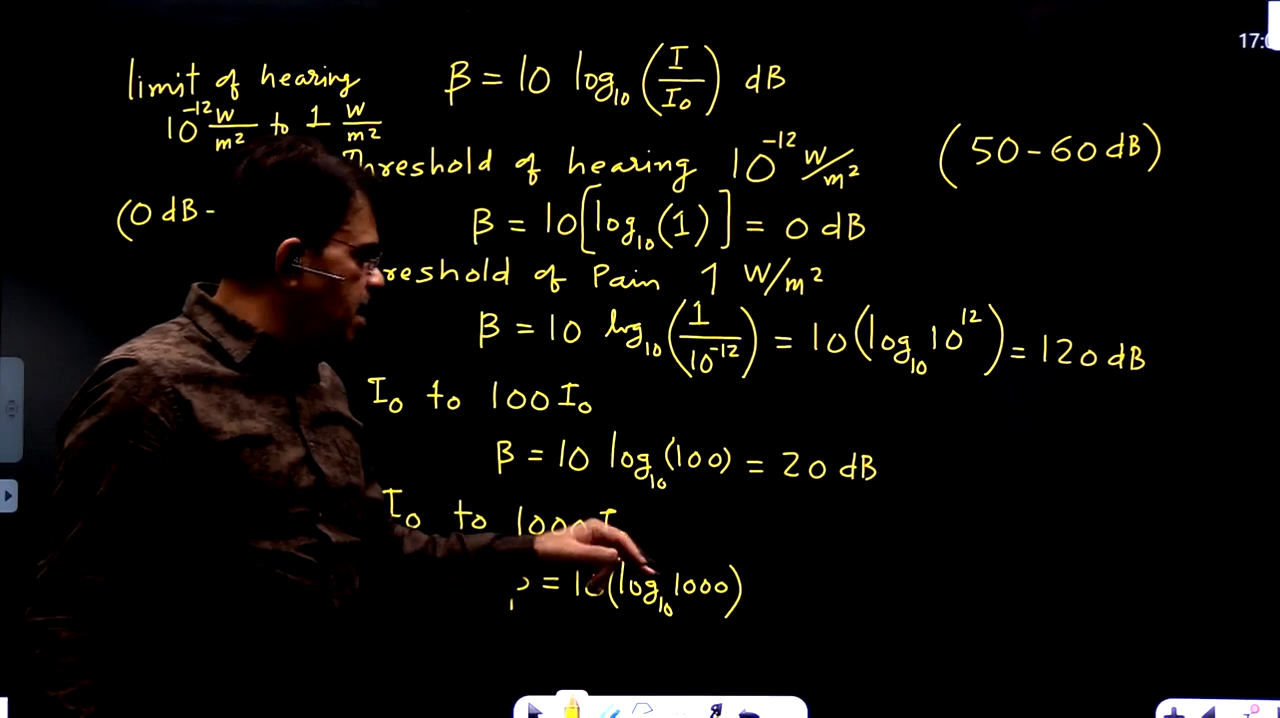 17:0
limit of hearing
10⁻¹² W/m² to 1 W/m²
(0 dB -
β = 10 log₁₀ (I/I₀) dB
Threshold of hearing 10⁻¹² W/m²
(50-60 dB)
β = 10[log₁₀(1)] = 0 dB
reshold of Pain 1 W/m²
β = 10 log₁₀ (1/10⁻¹²) = 10(log₁₀ 10¹²) = 120 dB
I₀ to 100 I₀
β = 10 log₁₀(100) = 20 dB
I₀ to 1000 I
= 10(log₁₀ 1000)